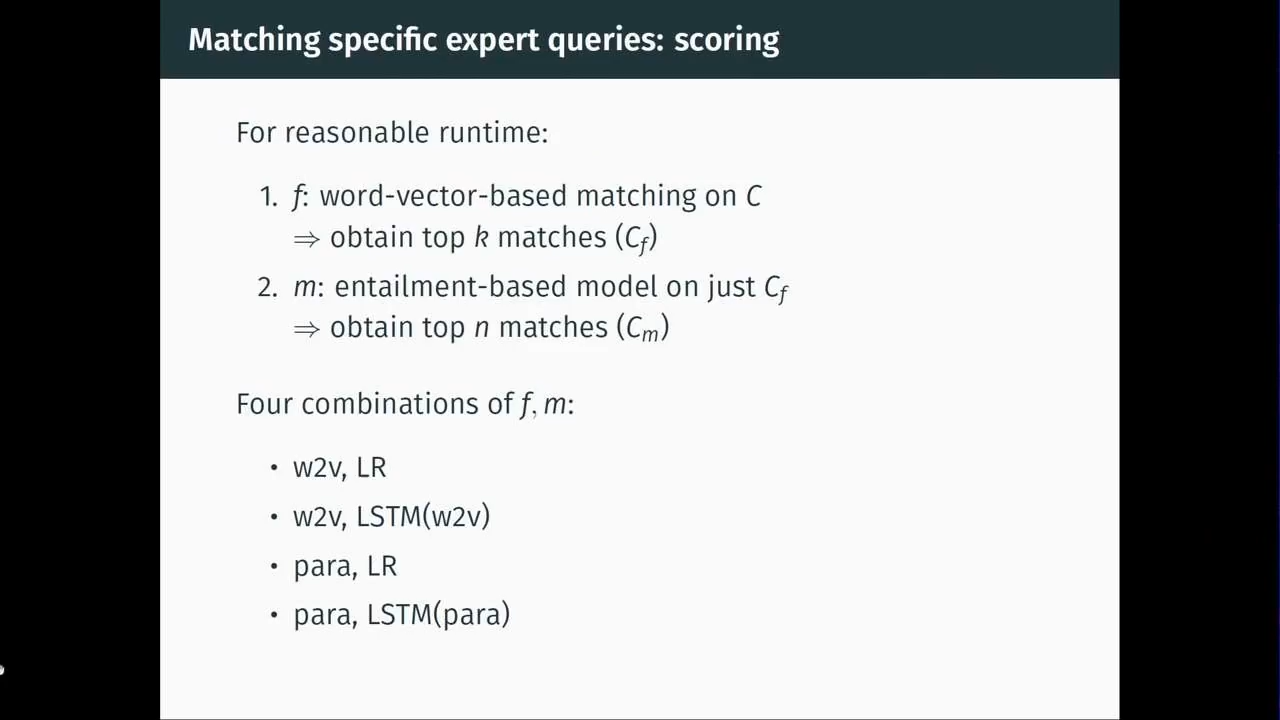 Matching specific expert queries: scoring
For reasonable runtime:
1. f: word-vector-based matching on C
⇒ obtain top k matches (C_f)
2. m: entailment-based model on just C_f
⇒ obtain top n matches (C_m)
Four combinations of f, m:
• w2v, LR
• w2v, LSTM(w2v)
• para, LR
• para, LSTM(para)